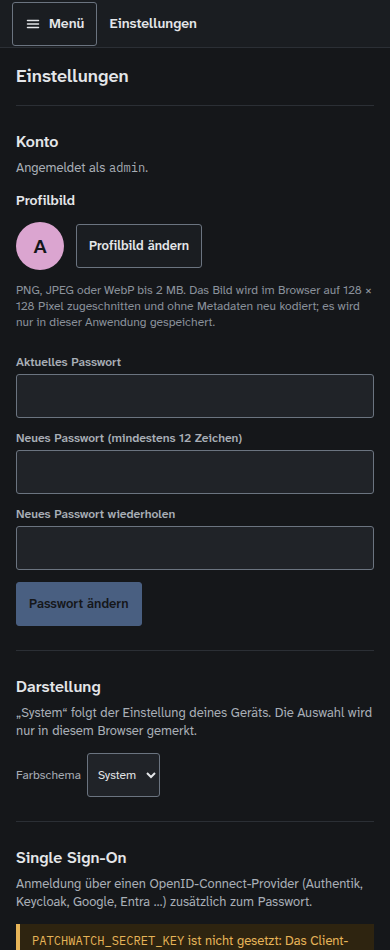 Menü Einstellungen
Einstellungen
Konto
Angemeldet als admin.
Profilbild
A Profilbild ändern
PNG, JPEG oder WebP bis 2 MB. Das Bild wird im Browser auf 128 ×
128 Pixel zugeschnitten und ohne Metadaten neu kodiert; es wird
nur in dieser Anwendung gespeichert.
Aktuelles Passwort
Neues Passwort (mindestens 12 Zeichen)
Neues Passwort wiederholen
Passwort ändern
Darstellung
„System“ folgt der Einstellung deines Geräts. Die Auswahl wird
nur in diesem Browser gemerkt.
Farbschema System
Single Sign-On
Anmeldung über einen OpenID-Connect-Provider (Authentik,
Keycloak, Google, Entra …) zusätzlich zum Passwort.
PATCHWATCH_SECRET_KEY ist nicht gesetzt: Das Client-